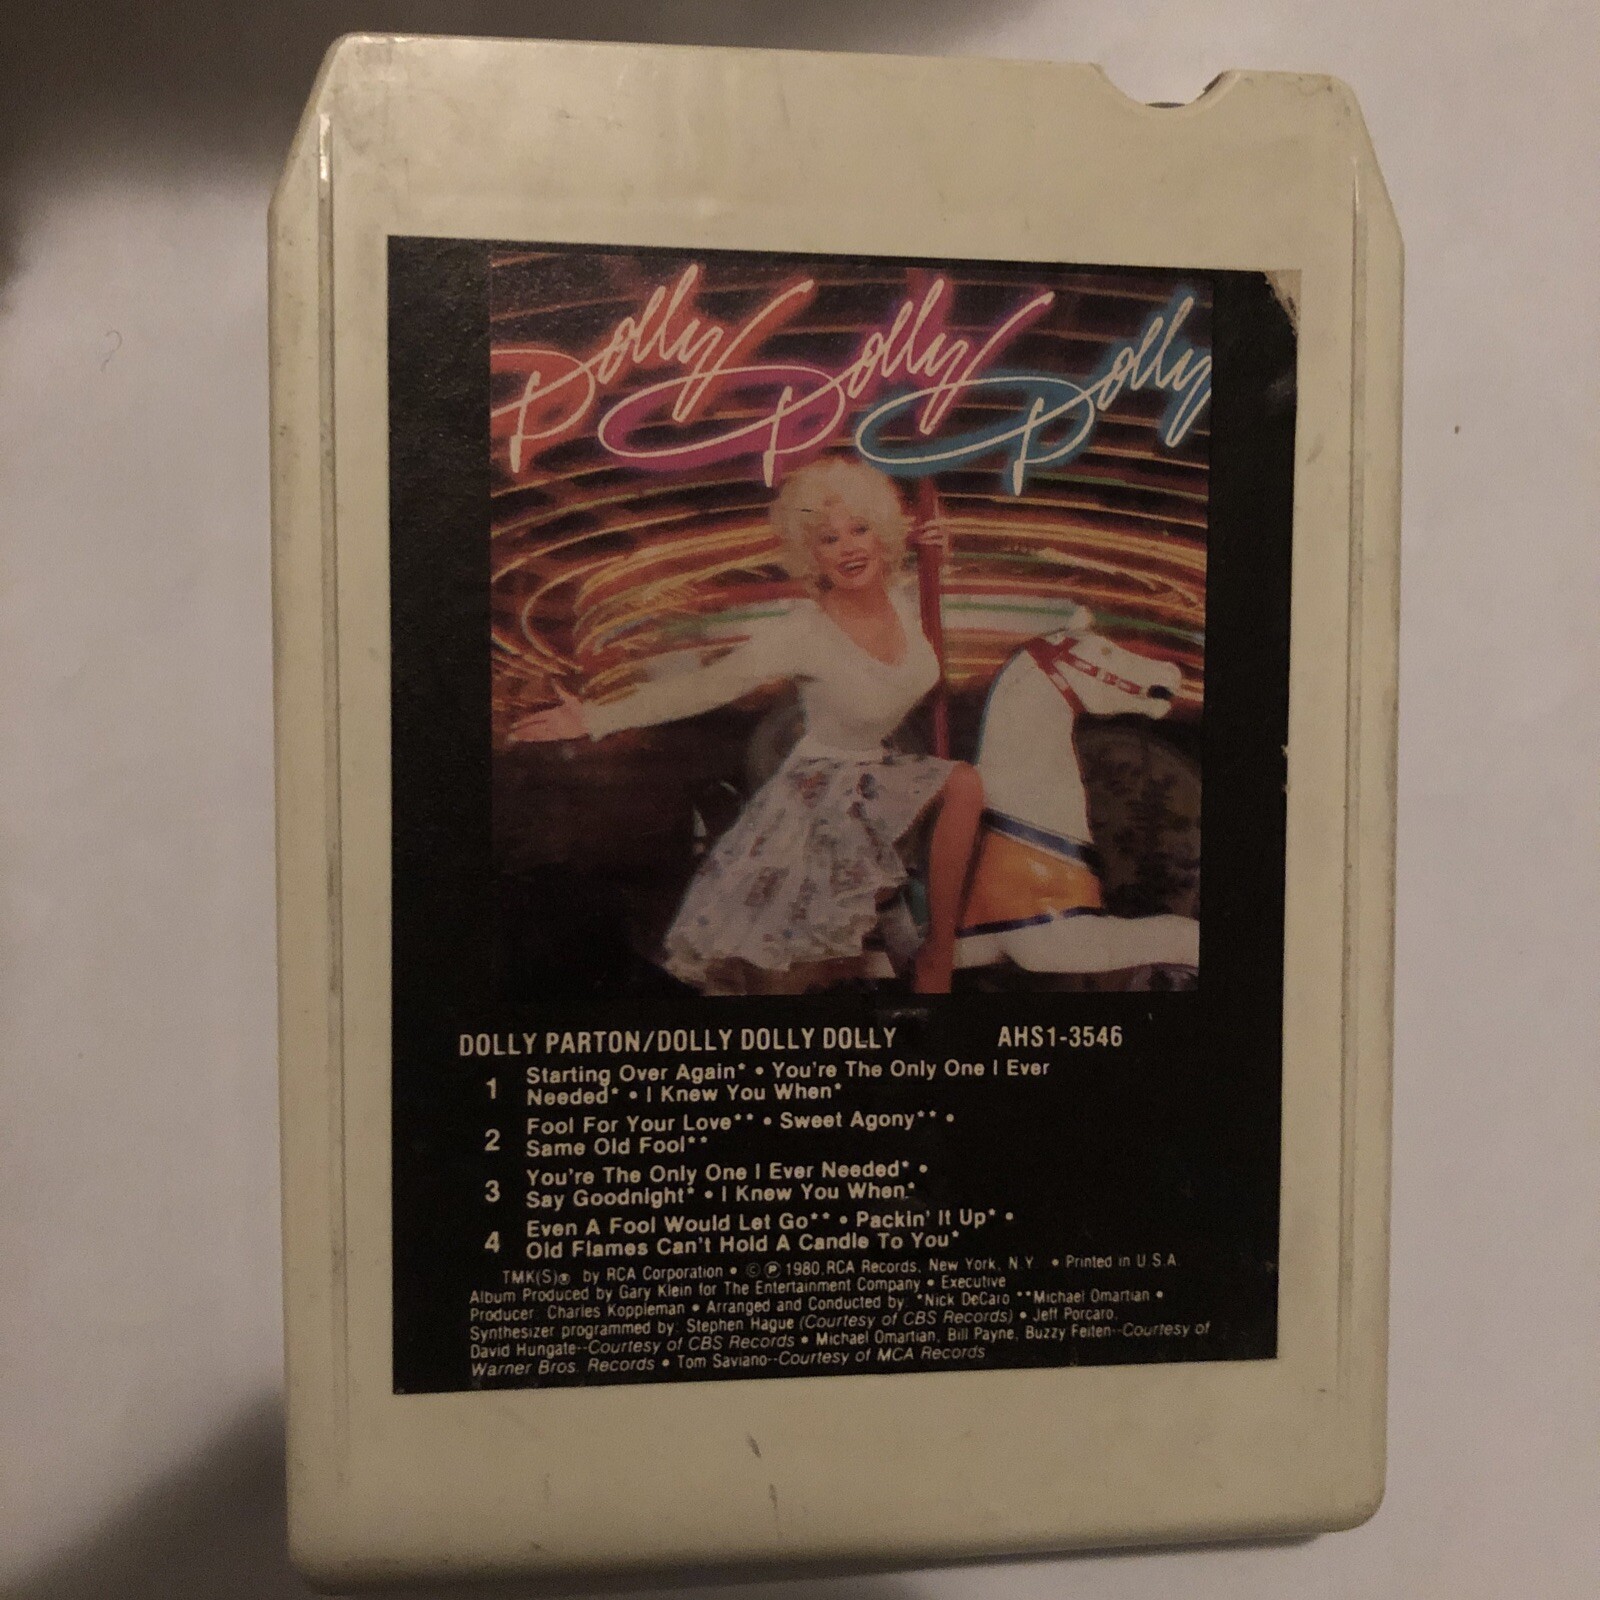 Dolly Dolly Dolly
DOLLY PARTON/DOLLY DOLLY DOLLY AHS1-3546
1 Starting Over Again* • You're The Only One I Ever
Needed* • I Knew You When*
2 Fool For Your Love** • Sweet Agony** •
Same Old Fool**
3 You're The Only One I Ever Needed* •
Say Goodnight* • I Knew You When*
4 Even A Fool Would Let Go** • Packin' It Up* •
Old Flames Can't Hold A Candle To You*
TMK(S)® by RCA Corporation • © ℗ 1980, RCA Records, New York, N.Y. • Printed in U.S.A.
Album Produced by Gary Klein for The Entertainment Company • Executive
Producer: Charles Koppleman • Arranged and Conducted by: *Nick DeCaro **Michael Omartian •
Synthesizer programmed by: Stephen Hague (Courtesy of CBS Records) • Jeff Porcaro,
David Hungate--Courtesy of CBS Records • Michael Omartian, Bill Payne, Buzzy Feiten--Courtesy of
Warner Bros. Records • Tom Saviano--Courtesy of MCA Records